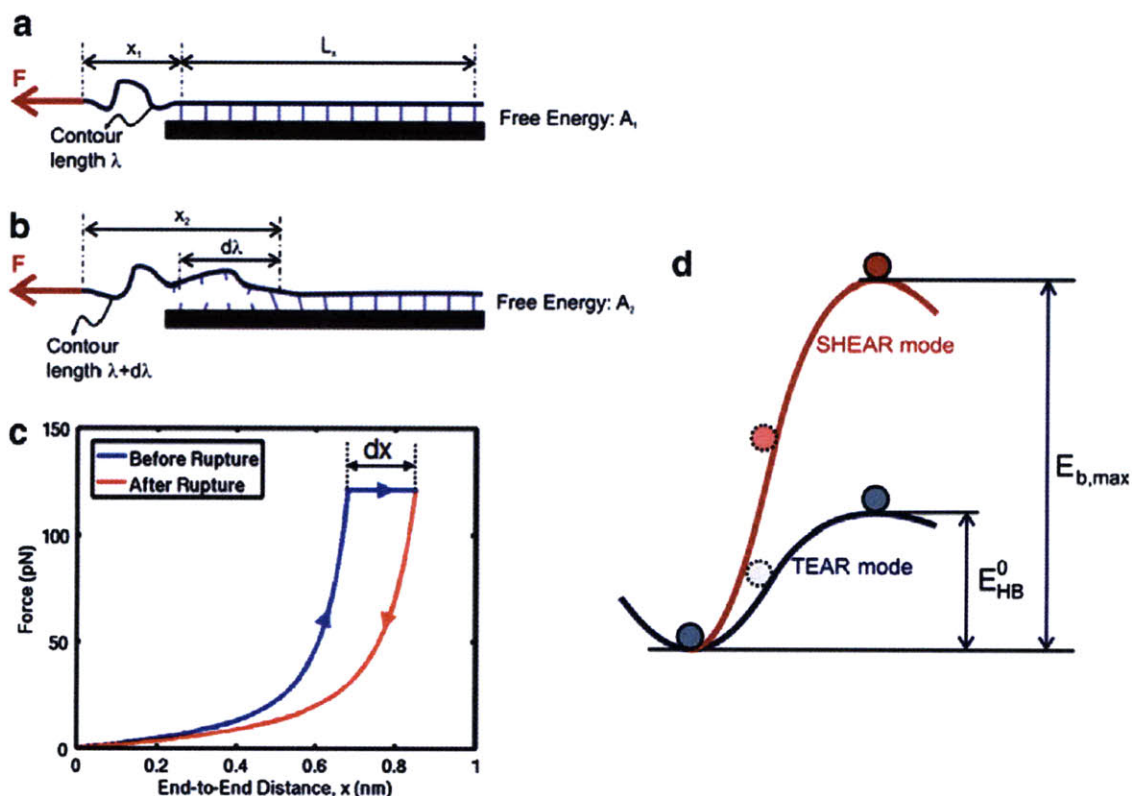 a
x₁
Lₓ
F
Contour
length λ
Free Energy: A₁
b
x₂
dλ
F
Contour
length λ+dλ
Free Energy: A₂
c
150
100
50
0
Force (pN)
Before Rupture
After Rupture
dx
0 0.2 0.4 0.6 0.8 1
End-to-End Distance, x (nm)
d
SHEAR mode
TEAR mode
E_b,max
E⁰_HB